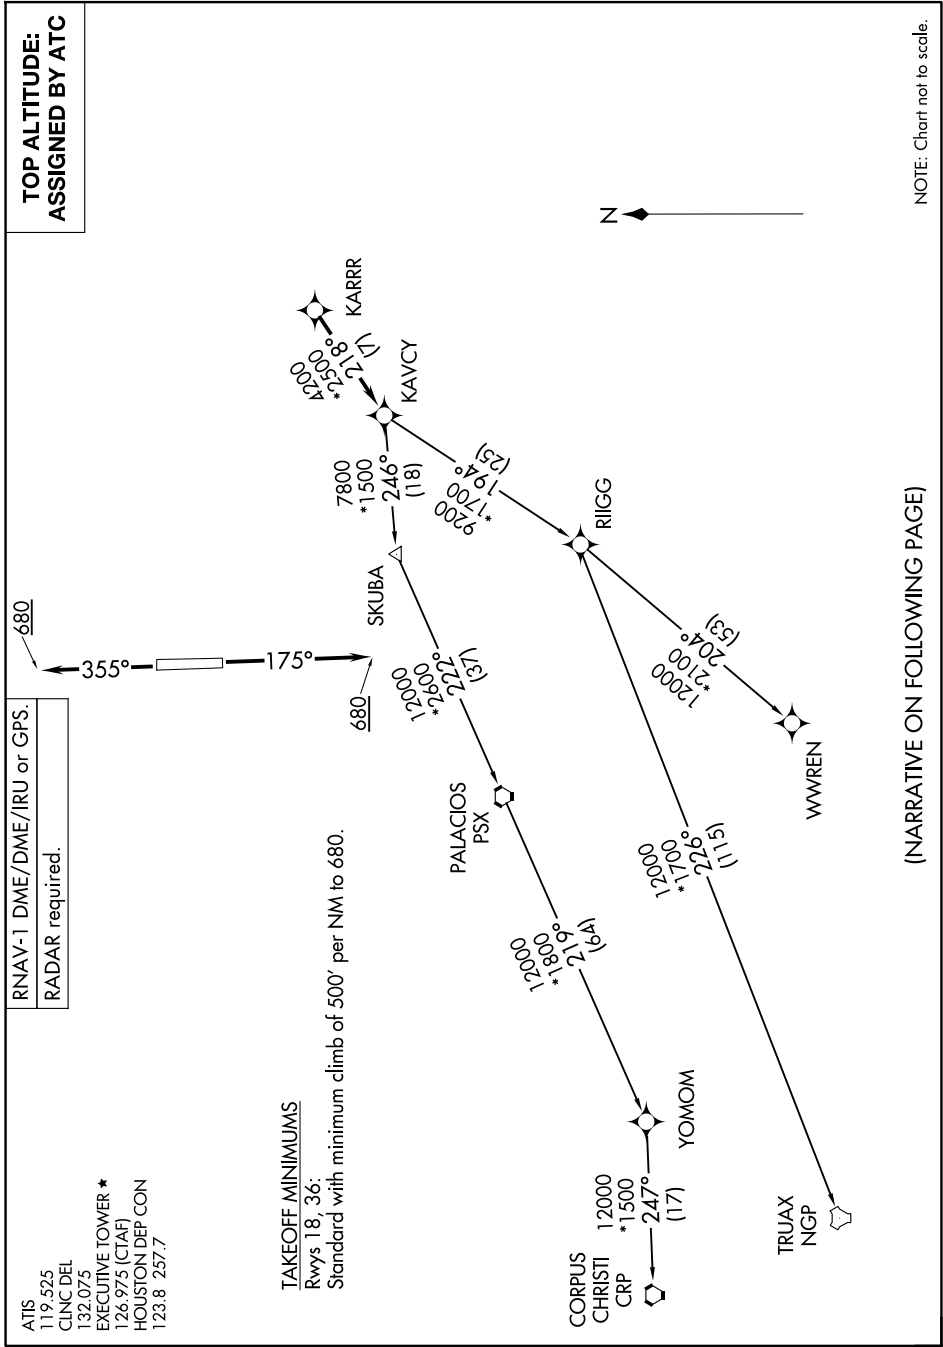 ATIS
119.525
CLNC DEL
132.075
EXECUTIVE TOWER ★
126.975 (CTAF)
HOUSTON DEP CON
123.8 257.7
RNAV-1 DME/DME/IRU or GPS.
RADAR required.
TOP ALTITUDE:
ASSIGNED BY ATC
680
355°
175°
680
TAKEOFF MINIMUMS
Rwys 18, 36:
Standard with minimum climb of 500' per NM to 680.
KARRR
4200
*2500
218°
(7)
KAVCY
7800
*1500
246°
(18)
SKUBA
12000
*2600
222°
(37)
PALACIOS
PSX
12000
*1800
219°
(64)
YOMOM
12000
*1500
247°
(17)
CORPUS
CHRISTI
CRP
9200
*1700
194°
(25)
RIIGG
12000
*2100
204°
(53)
WWREN
12000
*1700
226°
(115)
TRUAX
NGP
N
NOTE: Chart not to scale.
(NARRATIVE ON FOLLOWING PAGE)